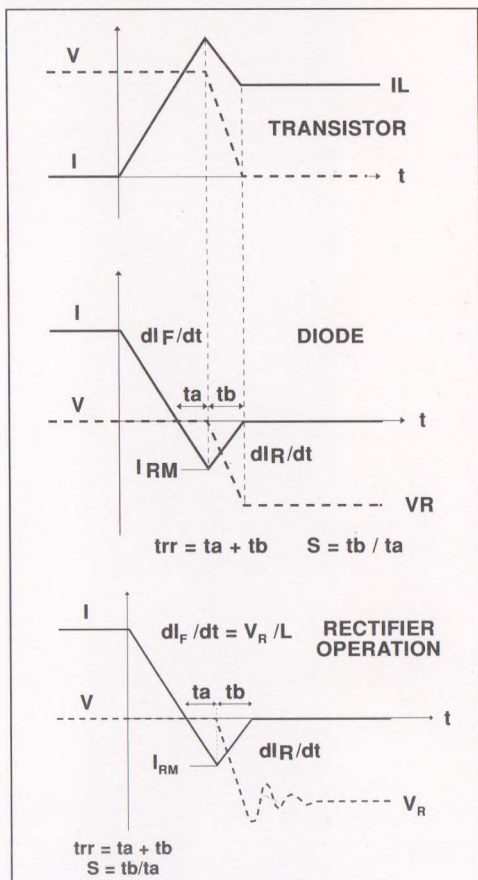 V
IL
TRANSISTOR
I
t
I
dIF/dt
DIODE
ta tb
V
t
IRM
dIR/dt
VR
trr = ta + tb S = tb / ta
I
dIF/dt = VR/L
RECTIFIER
OPERATION
ta tb
V
t
IRM
dIR/dt
VR
trr = ta + tb
S = tb/ta